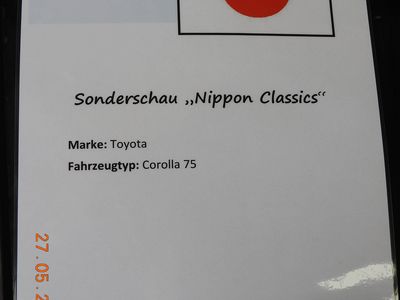 Sonderschau „Nippon Classics“
Marke: Toyota
Fahrzeugtyp: Corolla 75
27.05.2